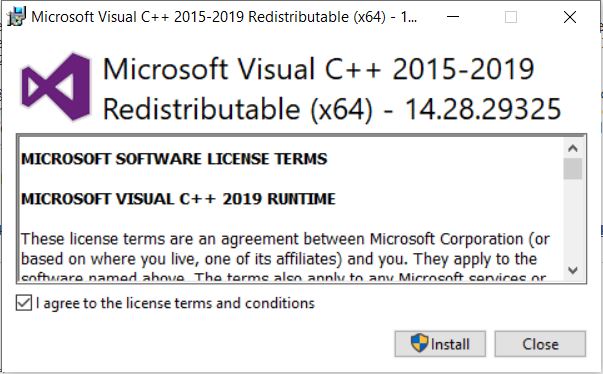 Microsoft Visual C++ 2015-2019 Redistributable (x64) - 1...
Microsoft Visual C++ 2015-2019
Redistributable (x64) - 14.28.29325
MICROSOFT SOFTWARE LICENSE TERMS
MICROSOFT VISUAL C++ 2019 RUNTIME
These license terms are an agreement between Microsoft Corporation (or
based on where you live, one of its affiliates) and you. They apply to the
software named above. The terms also apply to any Microsoft services or
I agree to the license terms and conditions
Install
Close